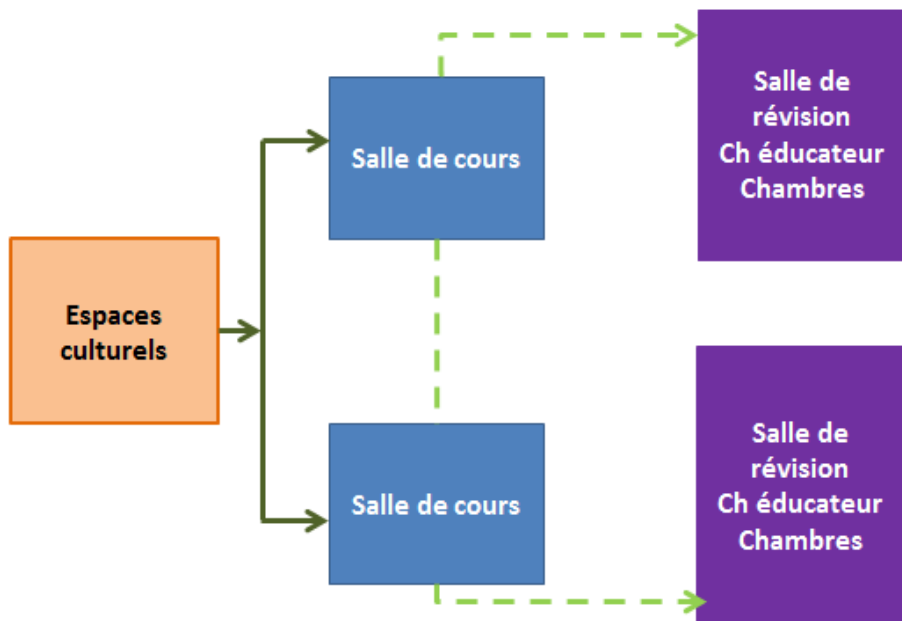 Salle de
révision
Ch éducateur
Chambres
Salle de cours
Espaces
culturels
Salle de cours
Salle de
révision
Ch éducateur
Chambres